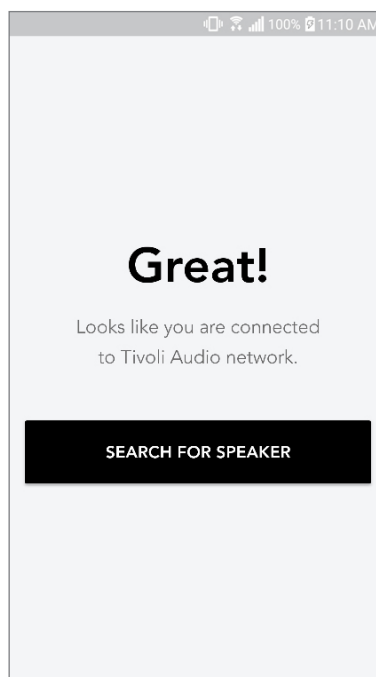 100% 11:10 AM
Great!
Looks like you are connected
to Tivoli Audio network.
SEARCH FOR SPEAKER